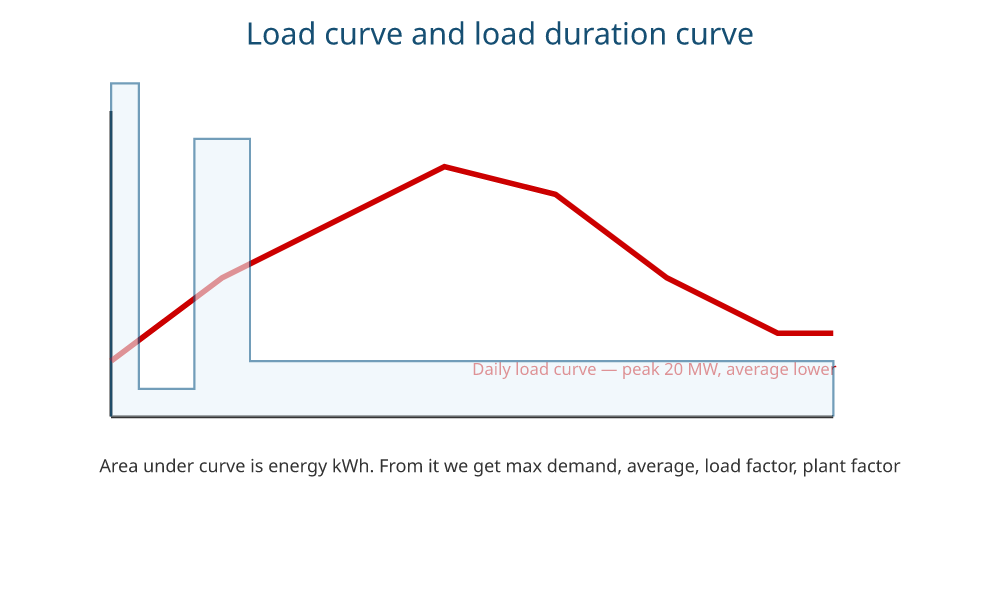 Load curve and load duration curve
Daily load curve — peak 20 MW, average lower
Area under curve is energy kWh. From it we get max demand, average, load factor, plant factor